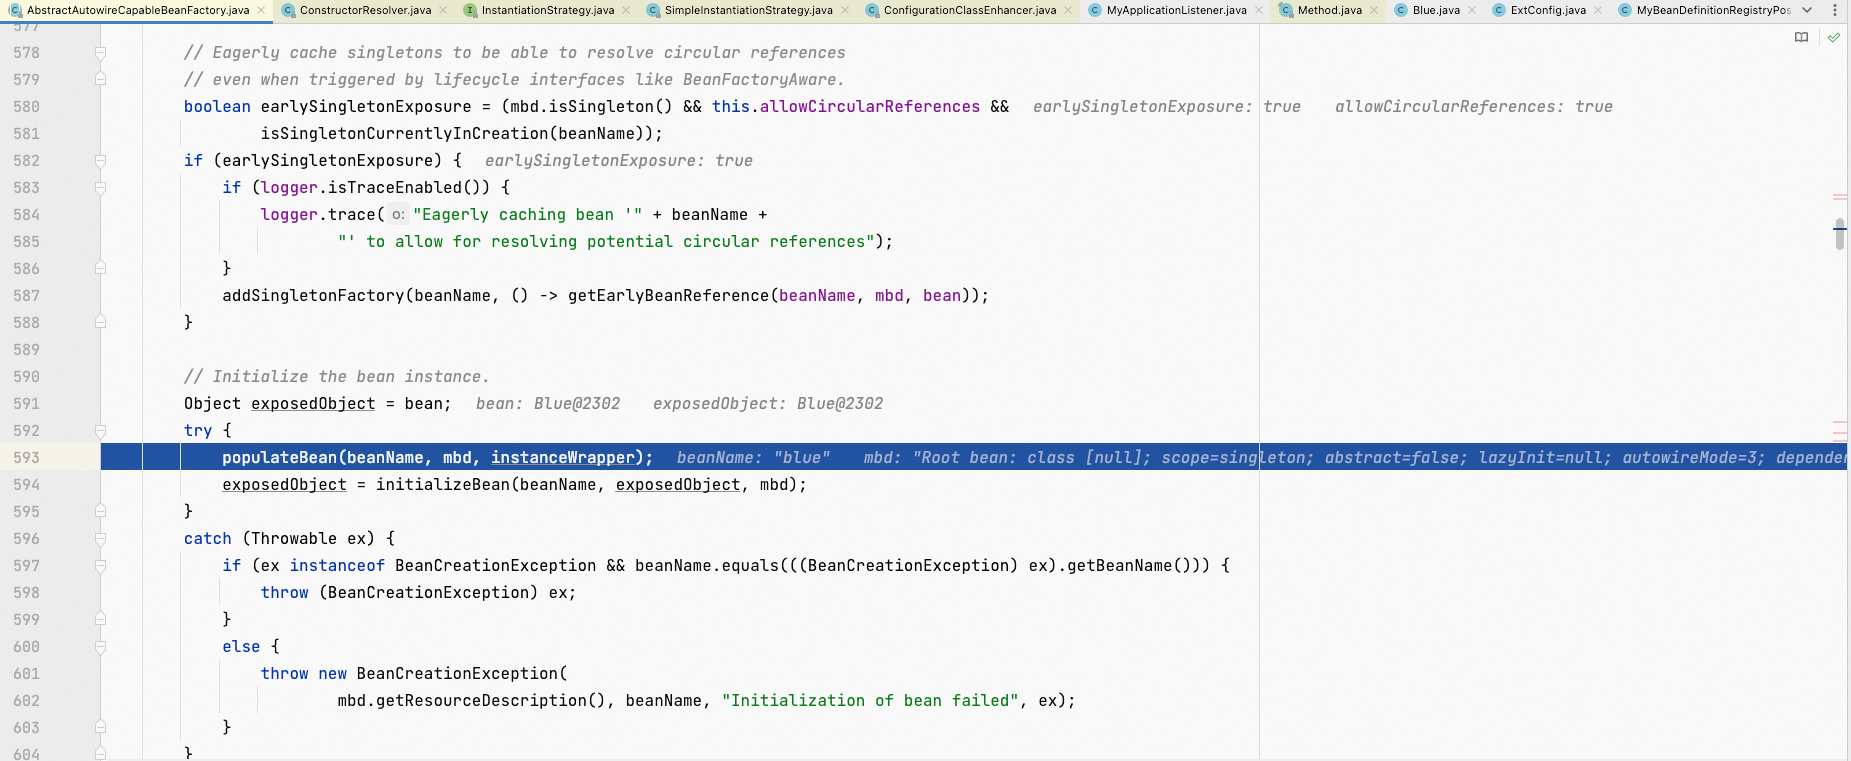 AbstractAutowireCapableBeanFactory.java ConstructorResolver.java InstantiationStrategy.java SimpleInstantiationStrategy.java ConfigurationClassEnhancer.java MyApplicationListener.java Method.java Blue.java ExtConfig.java MyBeanDefinitionRegistryPos
577
578 // Eagerly cache singletons to be able to resolve circular references
579 // even when triggered by lifecycle interfaces like BeanFactoryAware.
580 boolean earlySingletonExposure = (mbd.isSingleton() && this.allowCircularReferences && earlySingletonExposure: true allowCircularReferences: true
581 isSingletonCurrentlyInCreation(beanName));
582 if (earlySingletonExposure) { earlySingletonExposure: true
583 if (logger.isTraceEnabled()) {
584 logger.trace( o: "Eagerly caching bean '" + beanName +
585 "' to allow for resolving potential circular references");
586 }
587 addSingletonFactory(beanName, () -> getEarlyBeanReference(beanName, mbd, bean));
588 }
589
590 // Initialize the bean instance.
591 Object exposedObject = bean; bean: Blue@2302 exposedObject: Blue@2302
592 try {
593 populateBean(beanName, mbd, instanceWrapper); beanName: "blue" mbd: "Root bean: class [null]; scope=singleton; abstract=false; lazyInit=null; autowireMode=3; depende
594 exposedObject = initializeBean(beanName, exposedObject, mbd);
595 }
596 catch (Throwable ex) {
597 if (ex instanceof BeanCreationException && beanName.equals(((BeanCreationException) ex).getBeanName())) {
598 throw (BeanCreationException) ex;
599 }
600 else {
601 throw new BeanCreationException(
602 mbd.getResourceDescription(), beanName, "Initialization of bean failed", ex);
603 }
604 }